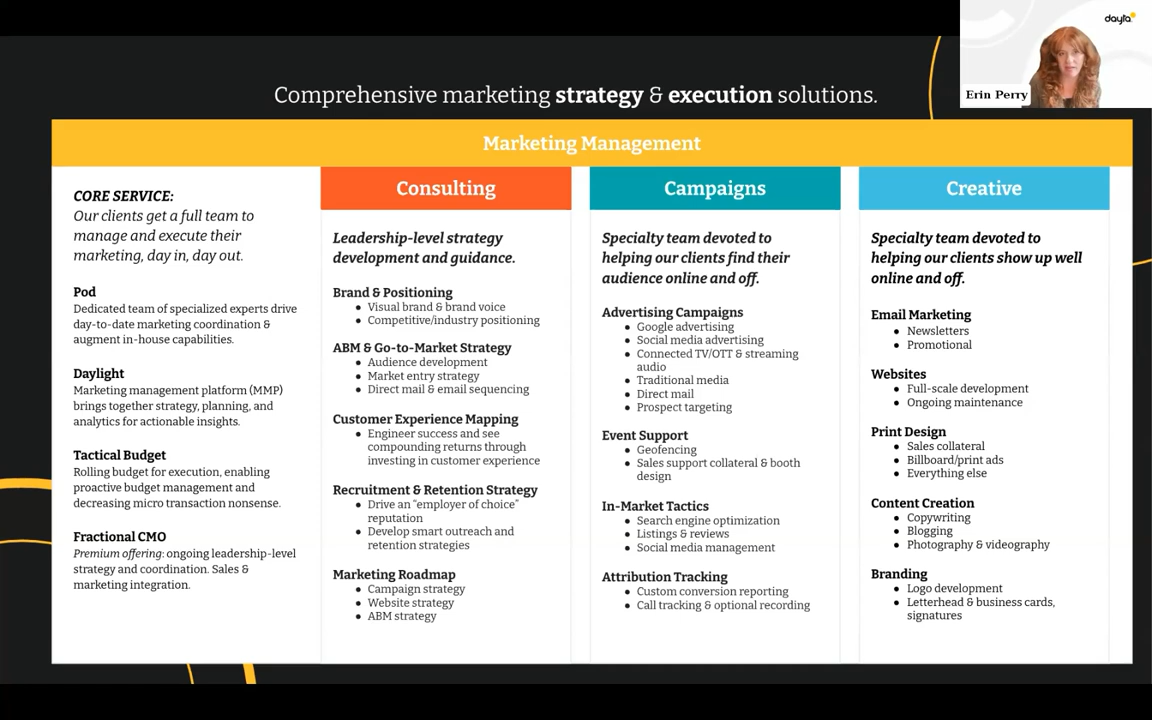 dayta
Erin Perry
Comprehensive marketing strategy & execution solutions.
Marketing Management
CORE SERVICE:
Our clients get a full team to
manage and execute their
marketing, day in, day out.
Pod
Dedicated team of specialized experts drive
day-to-date marketing coordination &
augment in-house capabilities.
Daylight
Marketing management platform (MMP)
brings together strategy, planning, and
analytics for actionable insights.
Tactical Budget
Rolling budget for execution, enabling
proactive budget management and
decreasing micro transaction nonsense.
Fractional CMO
Premium offering: ongoing leadership-level
strategy and coordination. Sales &
marketing integration.
Consulting
Leadership-level strategy
development and guidance.
Brand & Positioning
● Visual brand & brand voice
● Competitive/industry positioning
ABM & Go-to-Market Strategy
● Audience development
● Market entry strategy
● Direct mail & email sequencing
Customer Experience Mapping
● Engineer success and see
compounding returns through
investing in customer experience
Recruitment & Retention Strategy
● Drive an "employer of choice"
reputation
● Develop smart outreach and
retention strategies
Marketing Roadmap
● Campaign strategy
● Website strategy
● ABM strategy
Campaigns
Specialty team devoted to
helping our clients find their
audience online and off.
Advertising Campaigns
● Google advertising
● Social media advertising
● Connected TV/OTT & streaming
audio
● Traditional media
● Direct mail
● Prospect targeting
Event Support
● Geofencing
● Sales support collateral & booth
design
In-Market Tactics
● Search engine optimization
● Listings & reviews
● Social media management
Attribution Tracking
● Custom conversion reporting
● Call tracking & optional recording
Creative
Specialty team devoted to
helping our clients show up well
online and off.
Email Marketing
● Newsletters
● Promotional
Websites
● Full-scale development
● Ongoing maintenance
Print Design
● Sales collateral
● Billboard/print ads
● Everything else
Content Creation
● Copywriting
● Blogging
● Photography & videography
Branding
● Logo development
● Letterhead & business cards,
signatures